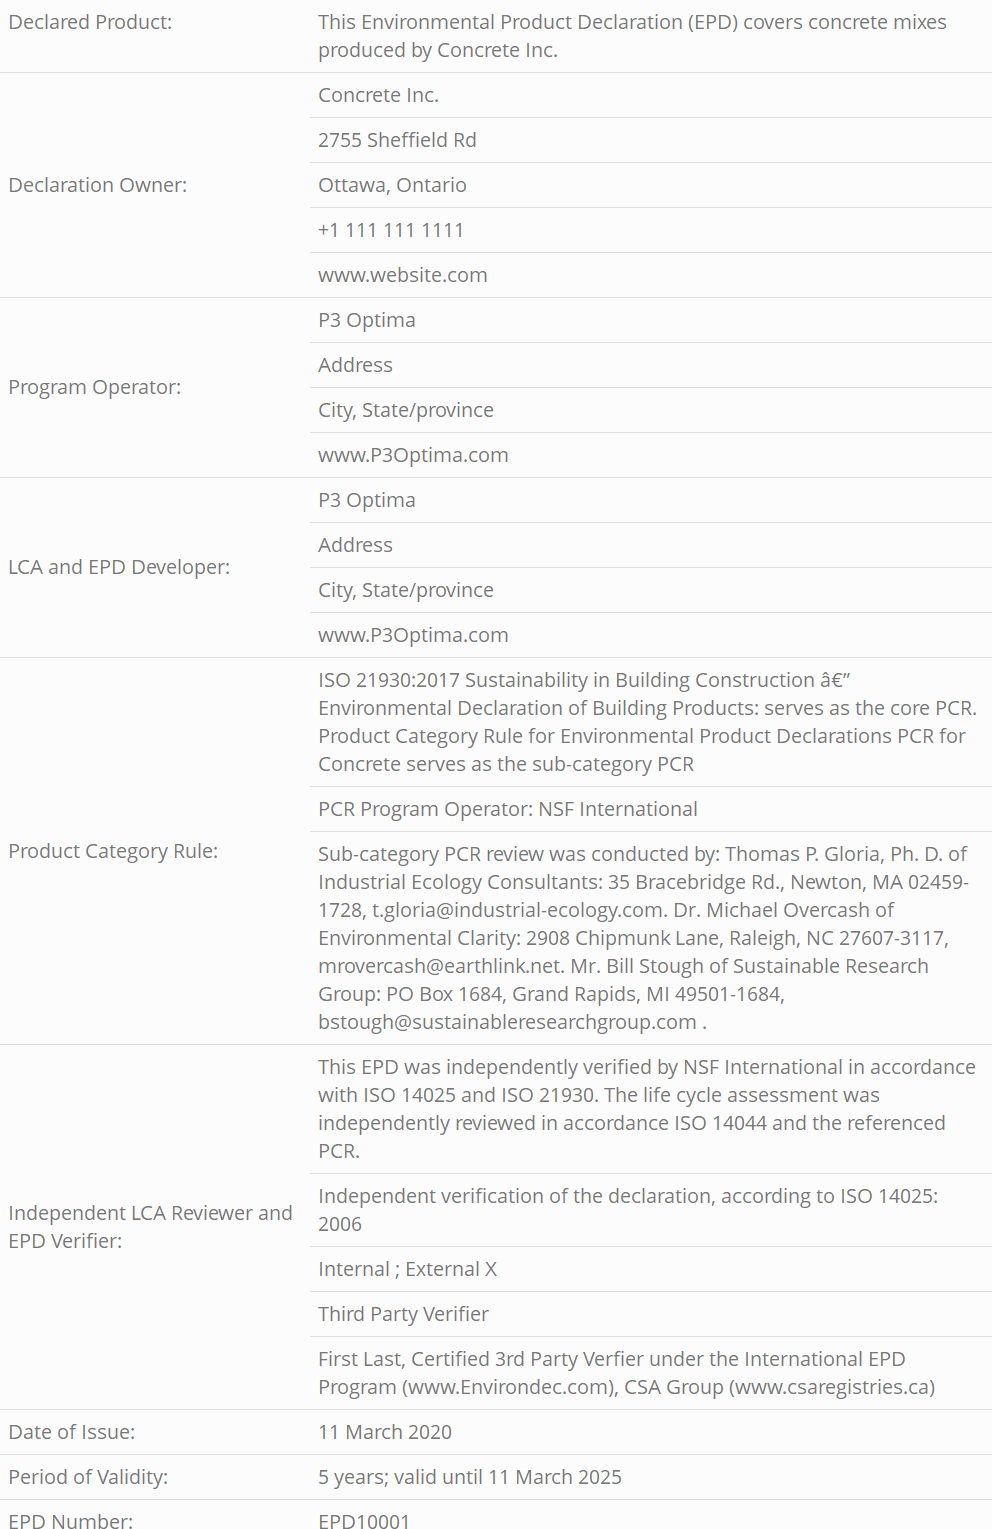 Declared Product:
This Environmental Product Declaration (EPD) covers concrete mixes
produced by Concrete Inc.
Declaration Owner:
Concrete Inc.
2755 Sheffield Rd
Ottawa, Ontario
+1 111 111 1111
www.website.com
Program Operator:
P3 Optima
Address
City, State/province
www.P3Optima.com
LCA and EPD Developer:
P3 Optima
Address
City, State/province
www.P3Optima.com
Product Category Rule:
ISO 21930:2017 Sustainability in Building Construction â€”
Environmental Declaration of Building Products: serves as the core PCR.
Product Category Rule for Environmental Product Declarations PCR for
Concrete serves as the sub-category PCR
PCR Program Operator: NSF International
Sub-category PCR review was conducted by: Thomas P. Gloria, Ph. D. of
Industrial Ecology Consultants: 35 Bracebridge Rd., Newton, MA 02459-
1728, t.gloria@industrial-ecology.com. Dr. Michael Overcash of
Environmental Clarity: 2908 Chipmunk Lane, Raleigh, NC 27607-3117,
mrovercash@earthlink.net. Mr. Bill Stough of Sustainable Research
Group: PO Box 1684, Grand Rapids, MI 49501-1684,
bstough@sustainableresearchgroup.com .
Independent LCA Reviewer and
EPD Verifier:
This EPD was independently verified by NSF International in accordance
with ISO 14025 and ISO 21930. The life cycle assessment was
independently reviewed in accordance ISO 14044 and the referenced
PCR.
Independent verification of the declaration, according to ISO 14025:
2006
Internal ; External X
Third Party Verifier
First Last, Certified 3rd Party Verfier under the International EPD
Program (www.Environdec.com), CSA Group (www.csaregistries.ca)
Date of Issue:
11 March 2020
Period of Validity:
5 years; valid until 11 March 2025
EPD Number:
EPD10001